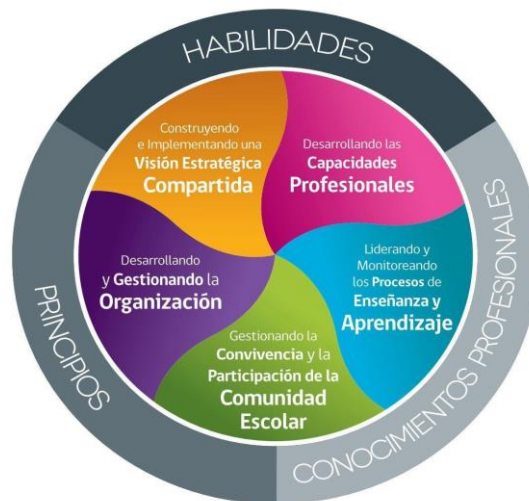 HABILIDADES
Construyendo
e Implementando una
Visión Estratégica
Compartida
Desarrollando las
Capacidades
Profesionales
Liderando y
Monitoreando
los Procesos de
Enseñanza y
Aprendizaje
Gestionando la
Convivencia y la
Participación de la
Comunidad
Escolar
Desarrollando
y Gestionando la
Organización
PRINCIPIOS
CONOCIMIENTOS PROFESIONALES